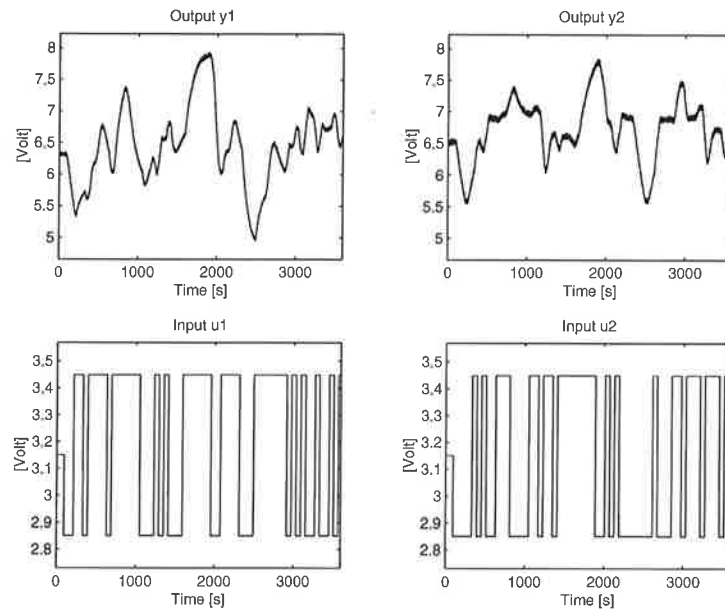 Output y1
8
7.5
7
6.5
6
5.5
5
[Volt]
0 1000 2000 3000
Time [s]
Output y2
8
7.5
7
6.5
6
5.5
5
[Volt]
0 1000 2000 3000
Time [s]
Input u1
3,5
3,4
3,3
3,2
3,1
3
2.9
2.8
[Volt]
0 1000 2000 3000
Time [s]
Input u2
3,5
3,4
3,3
3,2
3,1
3
2.9
2.8
[Volt]
0 1000 2000 3000
Time [s]